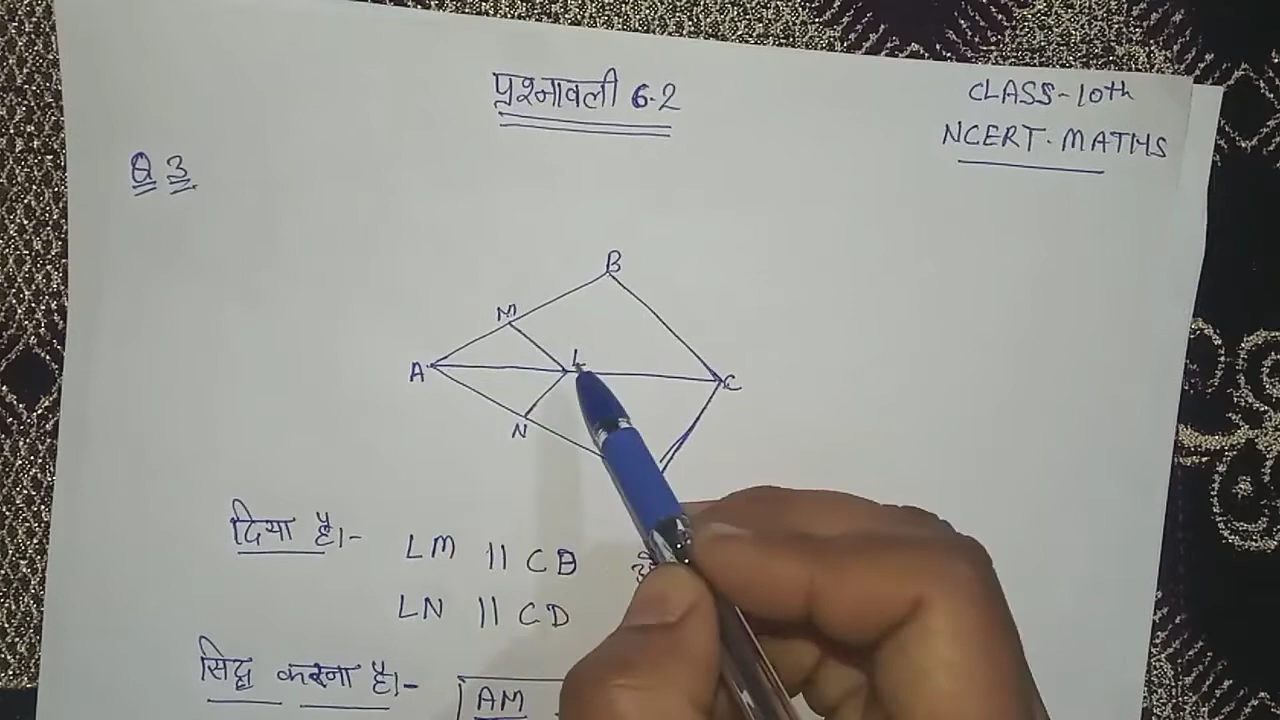 प्रश्नावली 6.2
CLASS-10th
NCERT. MATHS
Q 3
B
M
L
A
C
N
दिया है।- LM || CB
LN || CD
सिद्ध करना है।- AM